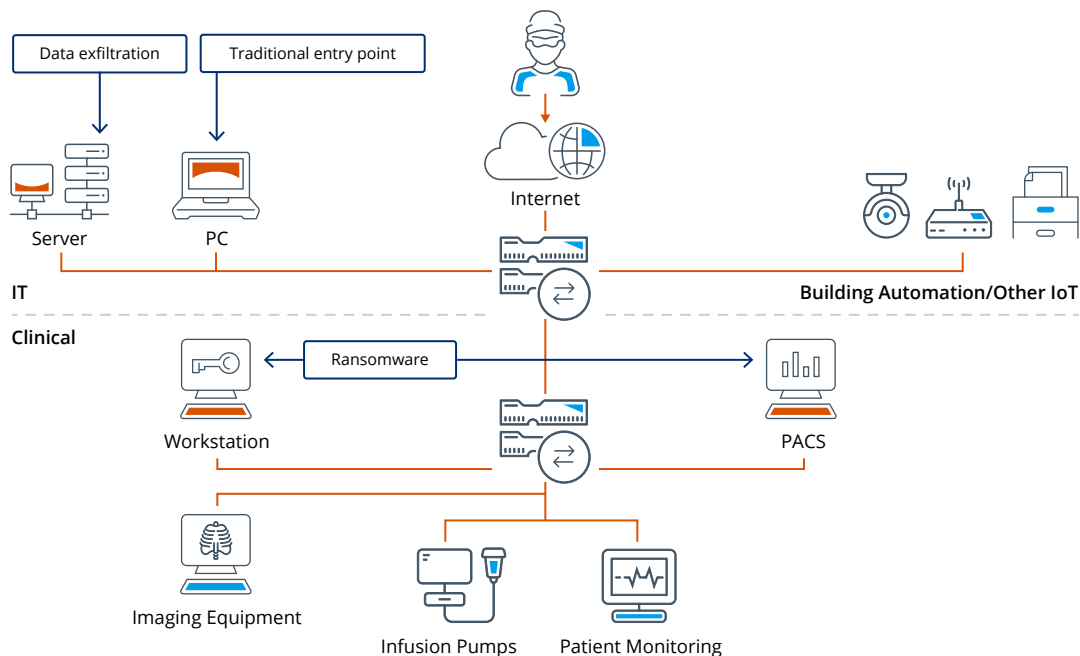 Data exfiltration
Traditional entry point
Internet
Server
PC
IT
Building Automation/Other IoT
Clinical
Ransomware
Workstation
PACS
Imaging Equipment
Infusion Pumps
Patient Monitoring